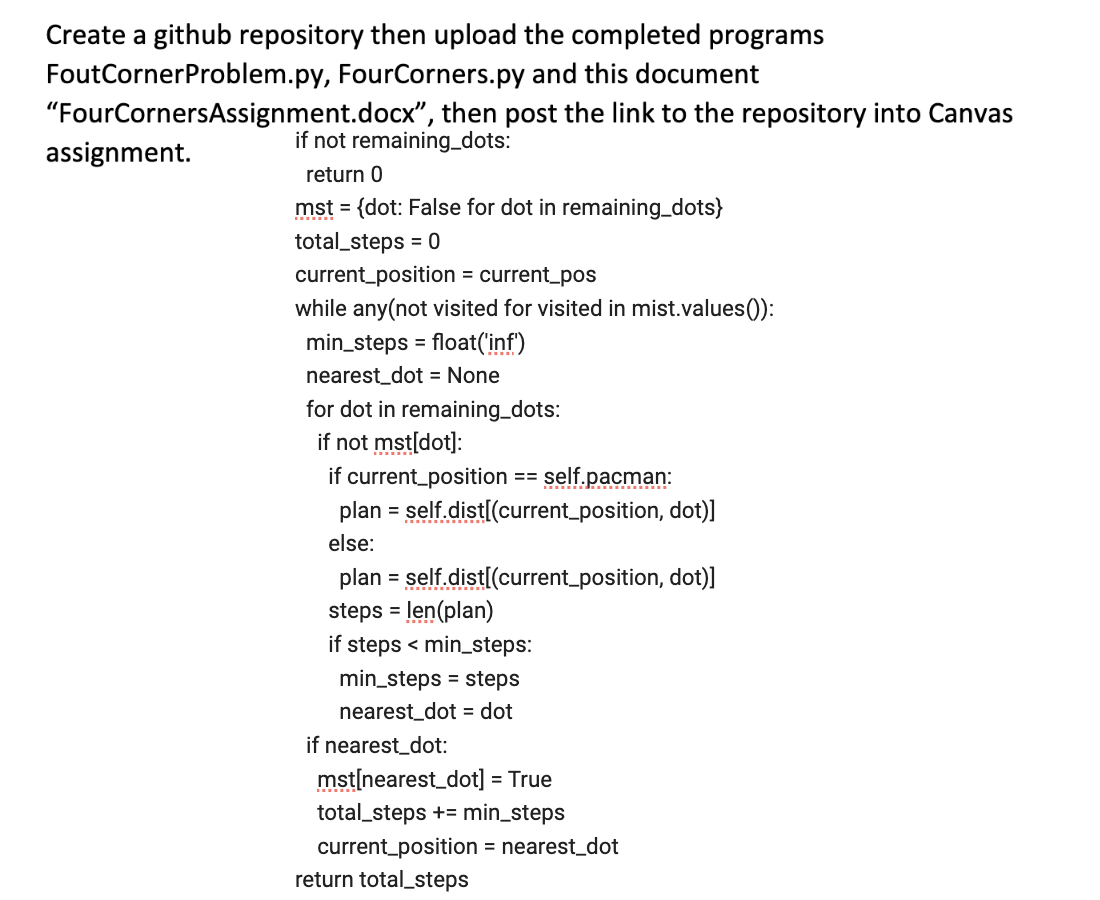 Create a github repository then upload the completed programs
FoutCornerProblem.py, FourCorners.py and this document
“FourCornersAssignment.docx”, then post the link to the repository into Canvas
assignment.
if not remaining_dots:
return 0
mst = {dot: False for dot in remaining_dots}
total_steps = 0
current_position = current_pos
while any(not visited for visited in mist.values()):
min_steps = float('inf')
nearest_dot = None
for dot in remaining_dots:
if not mst[dot]:
if current_position == self.pacman:
plan = self.dist[(current_position, dot)]
else:
plan = self.dist[(current_position, dot)]
steps = len(plan)
if steps < min_steps:
min_steps = steps
nearest_dot = dot
if nearest_dot:
mst[nearest_dot] = True
total_steps += min_steps
current_position = nearest_dot
return total_steps